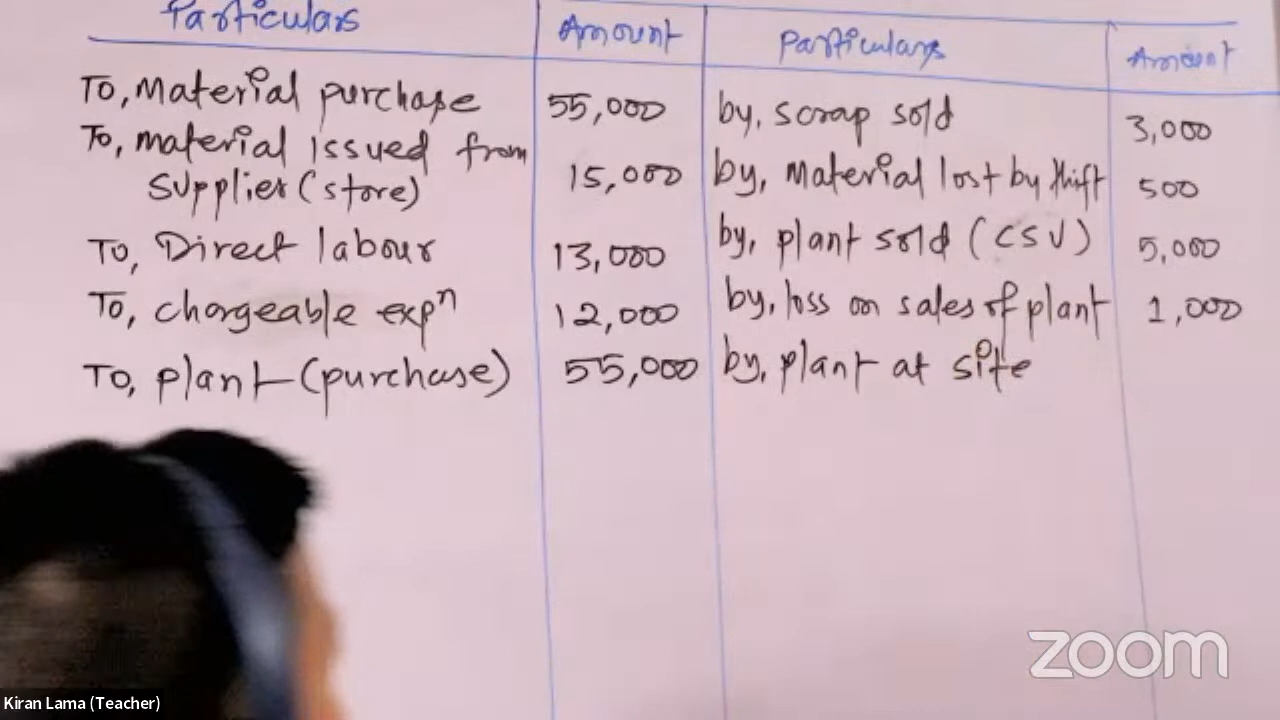 Particulars Amount Particulars Amount
To, Material purchase 55,000 by, scrap sold 3,000
To, material issued from
supplier (store) 15,000 by, Material lost by thift 500
To, Direct labour 13,000 by, plant sold (CSV) 5,000
To, chargeable expn 12,000 by, loss on sales of plant 1,000
To, plant (purchase) 55,000 by, plant at site
zoom
Kiran Lama (Teacher)